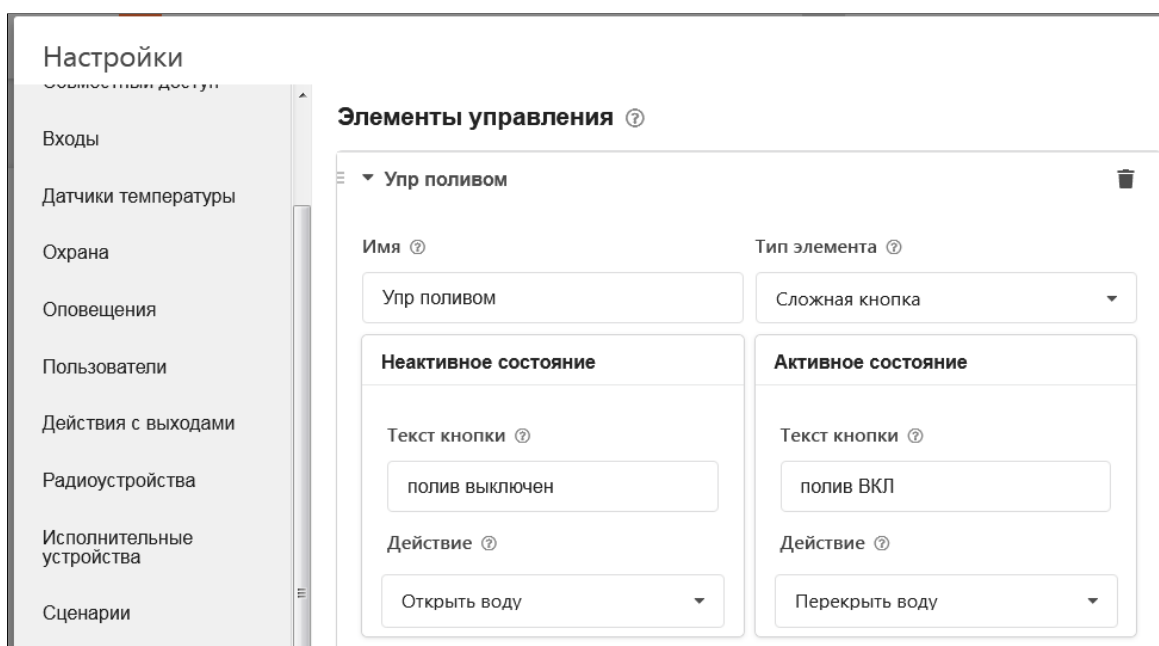 Настройки
Совместный доступ
Входы
Датчики температуры
Охрана
Оповещения
Пользователи
Действия с выходами
Радиоустройства
Исполнительные
устройства
Сценарии
Элементы управления
Упр поливом
Имя
Тип элемента
Упр поливом
Сложная кнопка
Неактивное состояние
Активное состояние
Текст кнопки
Текст кнопки
полив выключен
полив ВКЛ
Действие
Действие
Открыть воду
Перекрыть воду